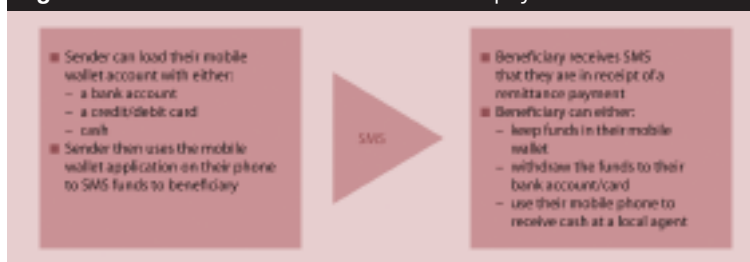 ■ Sender can load their mobile
wallet account with either:
– a bank account
– a credit/debit card
– cash
■ Sender then uses the mobile
wallet application on their phone
to SMS funds to beneficiary
SMS
■ Beneficiary receives SMS
that they are in receipt of a
remittance payment
■ Beneficiary can either:
– keep funds in their mobile
wallet
– withdraw the funds to their
bank account/card
– use their mobile phone to
receive cash at a local agent